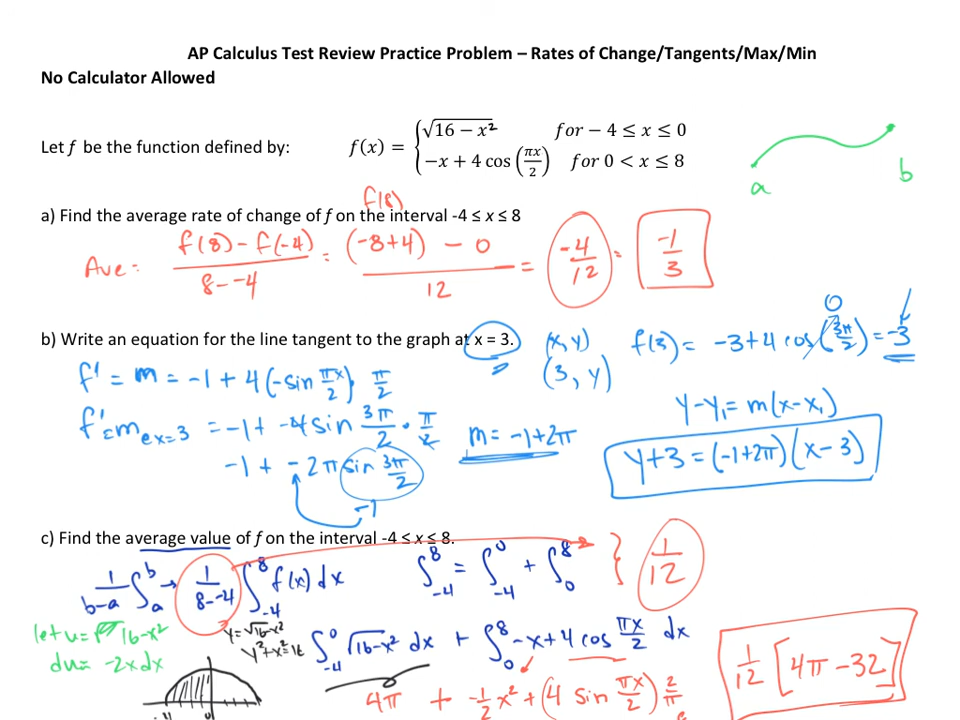 AP Calculus Test Review Practice Problem – Rates of Change/Tangents/Max/Min
No Calculator Allowed
Let f be the function defined by: f(x) = { √(16 − x²) for − 4 ≤ x ≤ 0
−x + 4 cos (πx/2) for 0 < x ≤ 8
a b
a) Find the average rate of change of f on the interval -4 ≤ x ≤ 8
f(8)
Ave = (f(8) - f(-4))/(8--4) = ((-8+4) - 0)/12 = -4/12 = -1/3
b) Write an equation for the line tangent to the graph at x = 3.
(x, y)
(3, y)
f(3) = -3+4 cos(3π/2) = -3
0
f' = m = -1 + 4(-sin πx/2) · π/2
y-y₁ = m(x-x₁)
f' = m @ x=3 = -1 + -4 sin 3π/2 · π/2
m = -1+2π
y+3 = (-1+2π)(x-3)
-1 + -2π sin 3π/2
-1
c) Find the average value of f on the interval -4 ≤ x ≤ 8.
1/(b-a) ∫ₐᵇ → 1/(8--4) ∫₋₄⁸ f(x) dx
∫₋₄⁸ = ∫₋₄⁰ + ∫₀⁸ } 1/12
let u = 16-x²
du = -2x dx
y=√16-x²
y²+x²=16
∫₋₄⁰ √16-x² dx + ∫₀⁸ -x+4 cos πx/2 dx
1/12 [4π -32]
4π + -1/2 x² + (4 sin πx/2) 2/π